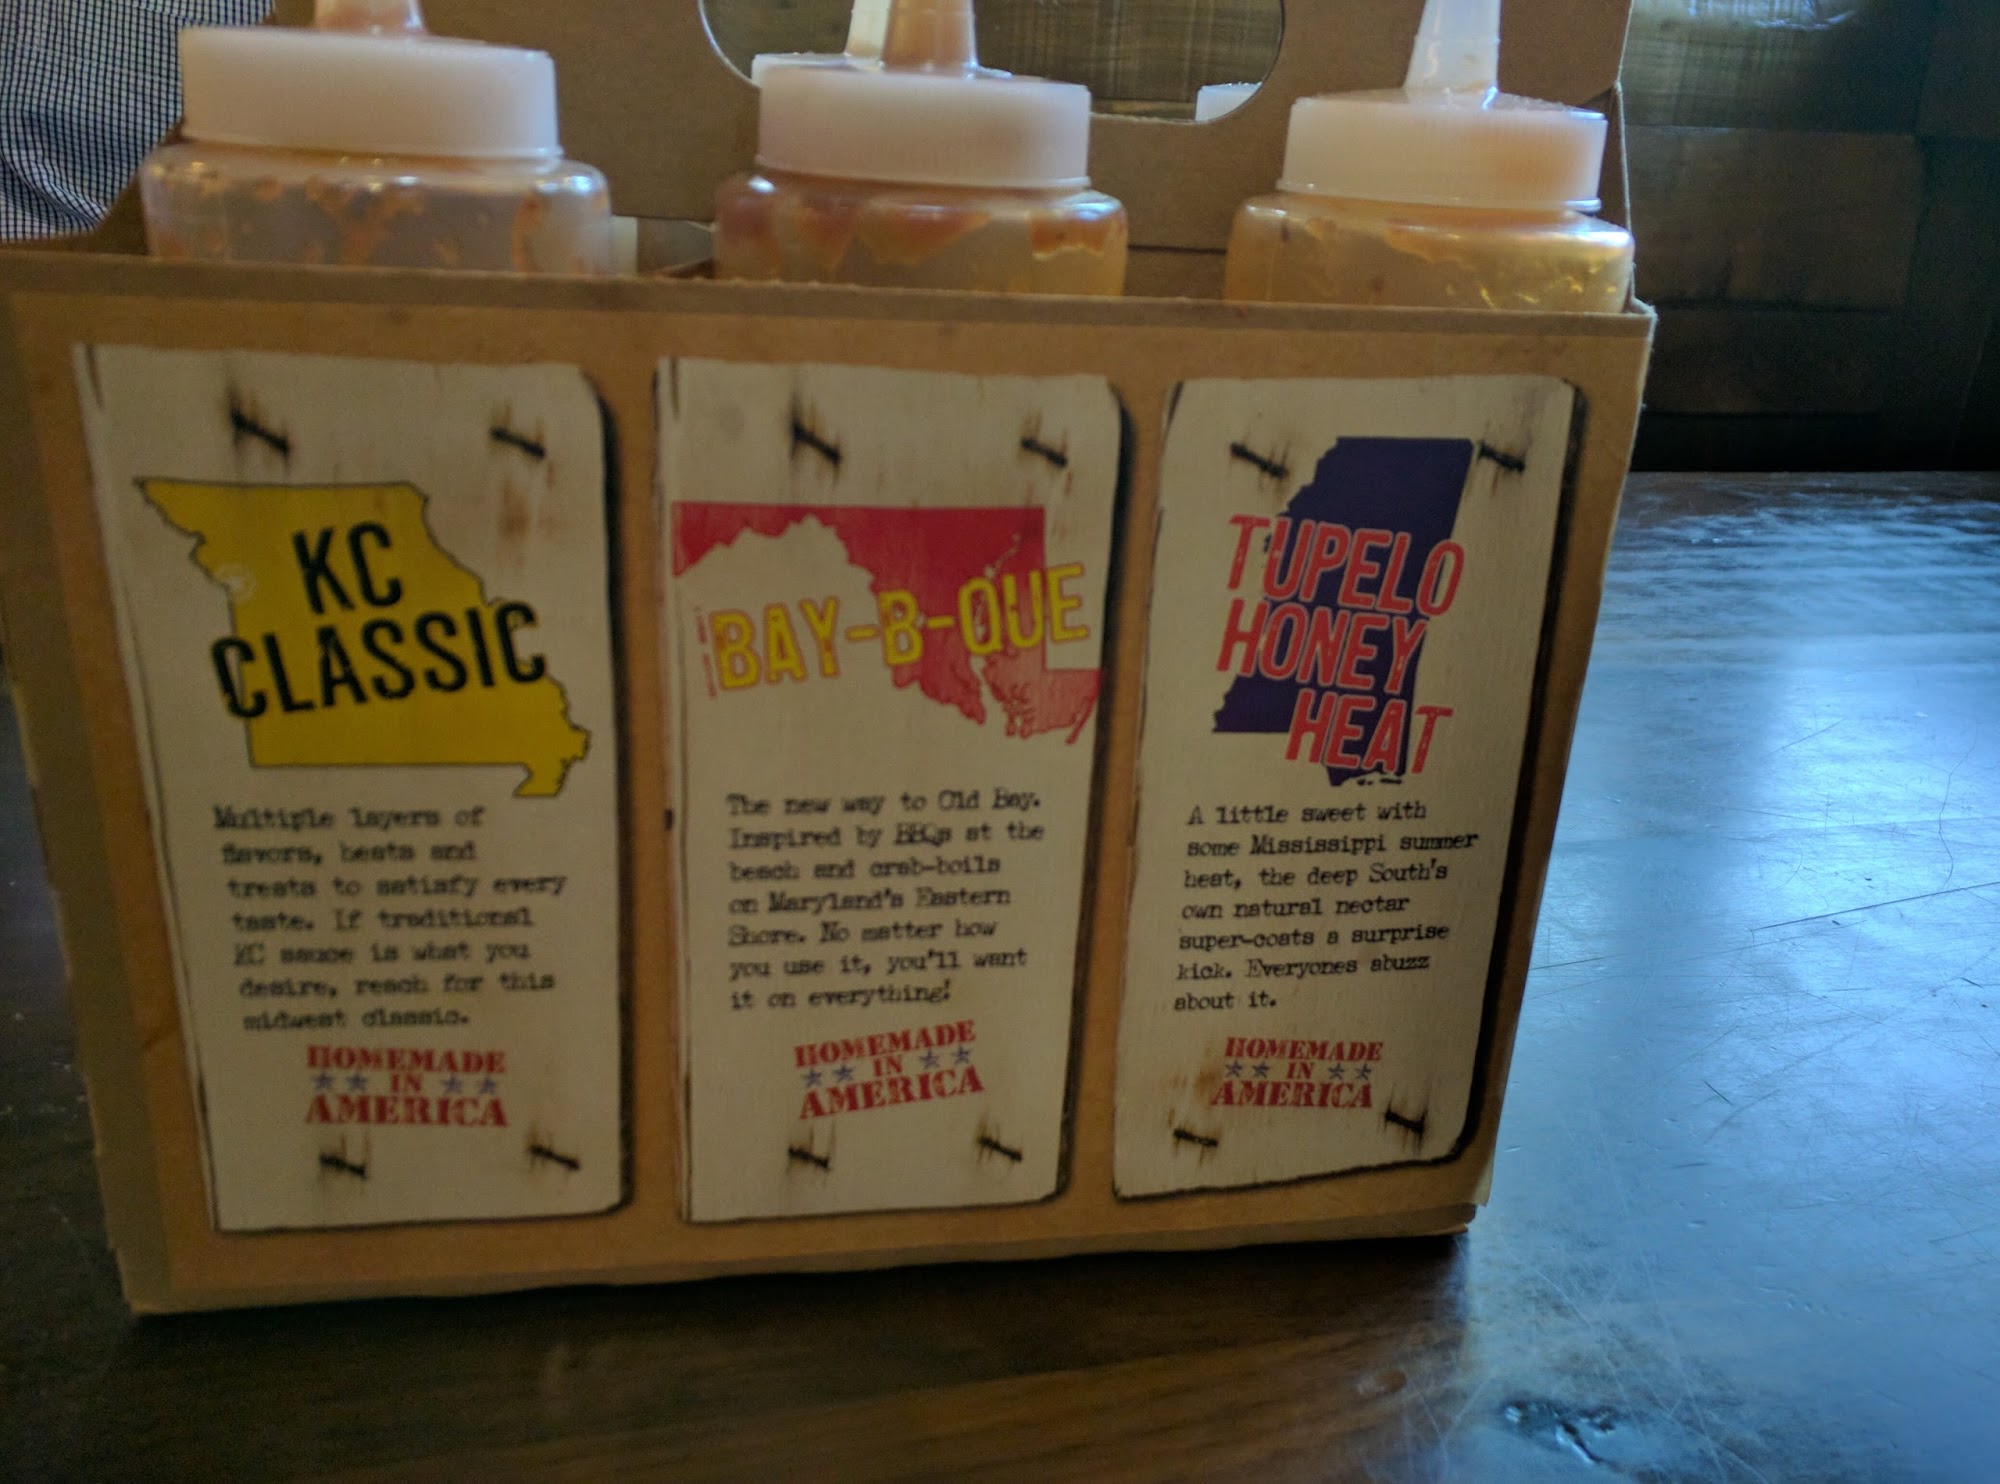 KC
CLASSIC
Multiple layers of
flavors, heats and
treats to satisfy every
taste. If traditional
KC sauce is what you
desire, reach for this
midwest classic.
HOMEMADE
IN
AMERICA
BAY-B-QUE
The new way to Old Bay.
Inspired by BBQs at the
beach and crab-boils
on Maryland's Eastern
Shore. No matter how
you use it, you'll want
it on everything!
HOMEMADE
IN
AMERICA
TUPELO
HONEY
HEAT
A little sweet with
some Mississippi summer
heat, the deep South's
own natural nectar
super-coats a surprise
kick. Everyones abuzz
about it.
HOMEMADE
IN
AMERICA